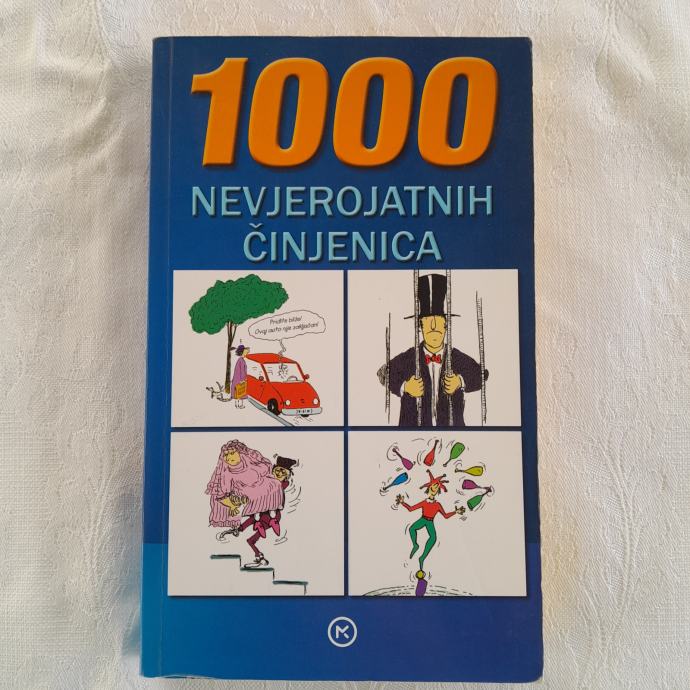 1000
NEVJEROJATNIH
ČINJENICA
Priđite bliže!
Ovaj auto nije zaključan!